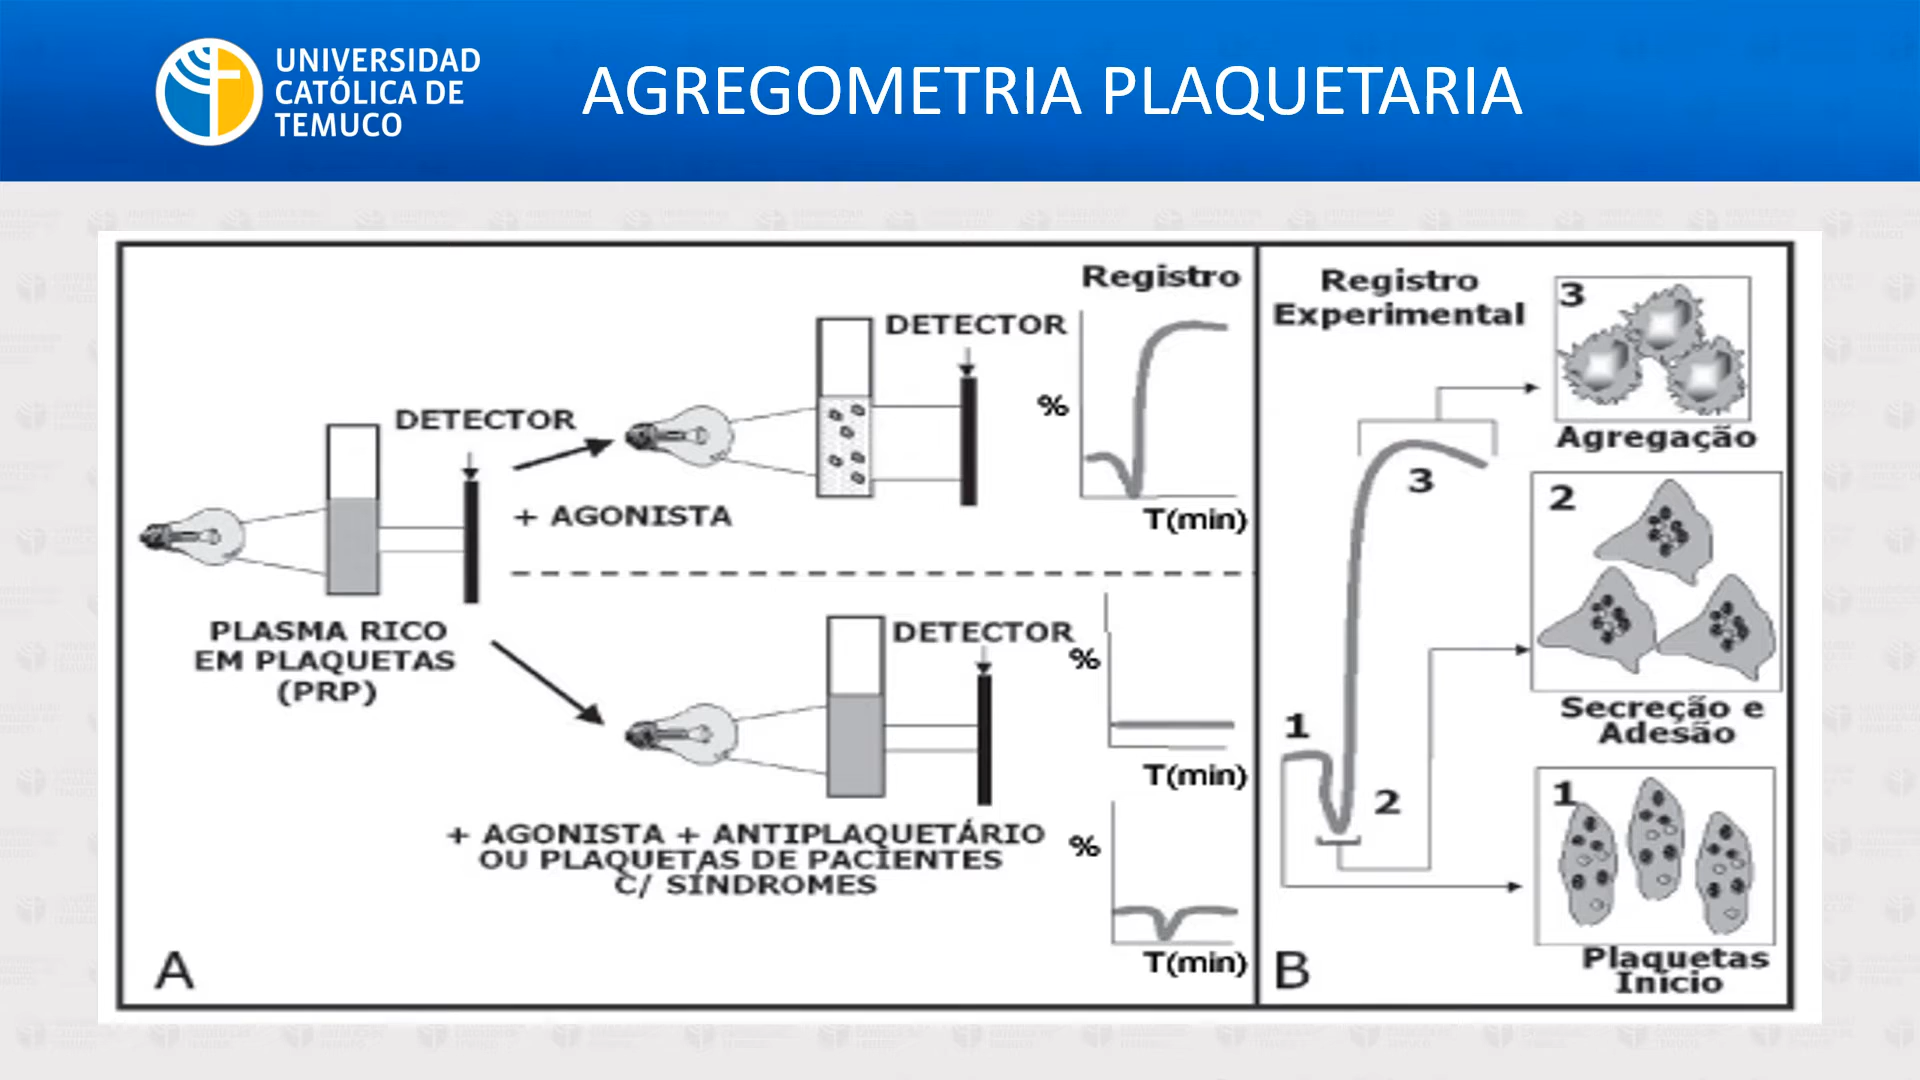 UNIVERSIDAD
CATÓLICA DE
TEMUCO
AGREGOMETRIA PLAQUETARIA
DETECTOR
PLASMA RICO
EM PLAQUETAS
(PRP)
+ AGONISTA
DETECTOR
Registro
%
T(min)
DETECTOR
%
T(min)
+ AGONISTA + ANTIPLAQUETÁRIO
OU PLAQUETAS DE PACIENTES
C/ SÍNDROMES
%
T(min)
A
Registro
Experimental
1
2
3
3
Agregação
2
Secreção e
Adesão
1
Plaquetas
Início
B